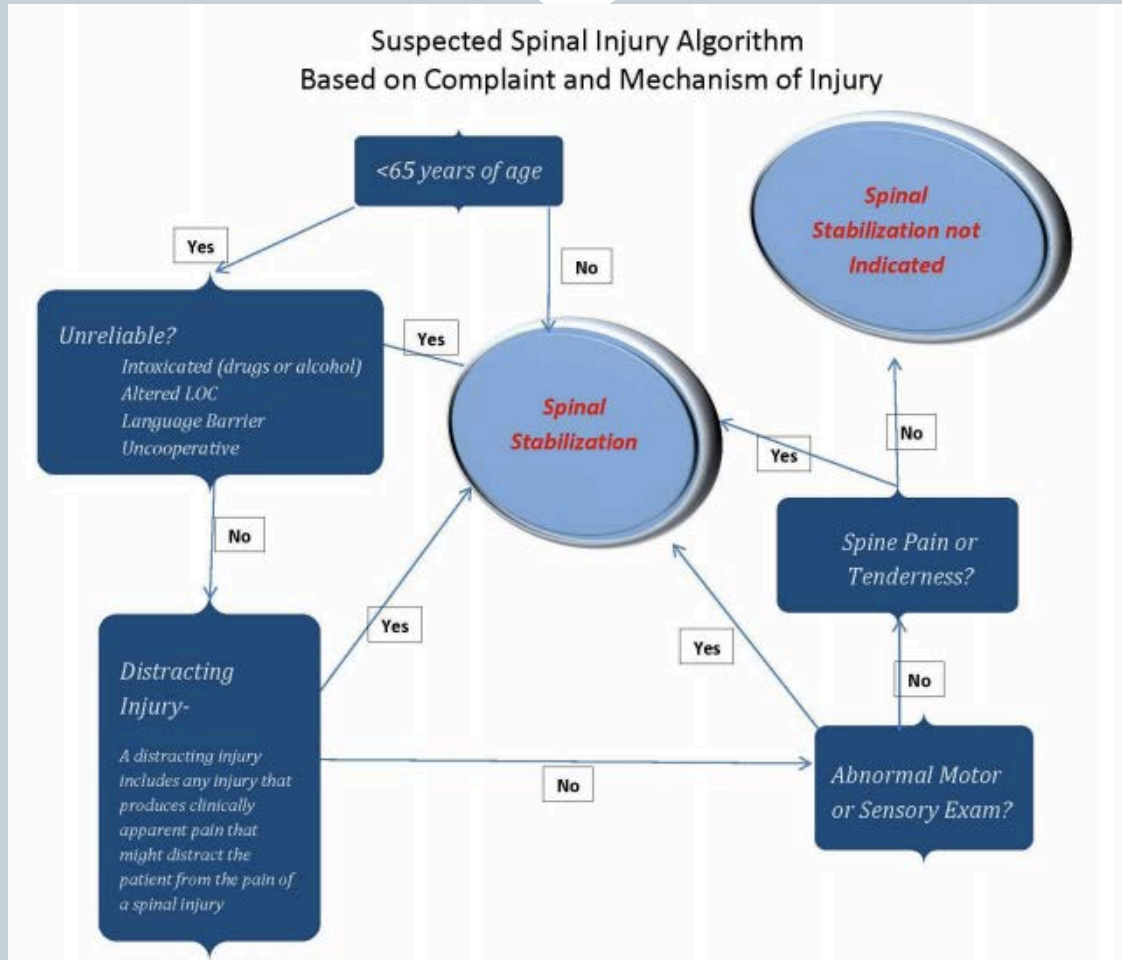 Suspected Spinal Injury Algorithm
Based on Complaint and Mechanism of Injury
<65 years of age
Yes
No
Unreliable?
Intoxicated (drugs or alcohol)
Altered LOC
Language Barrier
Uncooperative
Yes
Spinal
Stabilization
Spinal
Stabilization not
Indicated
No
Distracting
Injury-
A distracting injury
includes any injury that
produces clinically
apparent pain that
might distract the
patient from the pain of
a spinal injury
Yes
No
Abnormal Motor
or Sensory Exam?
Yes
No
Spine Pain or
Tenderness?
Yes
No